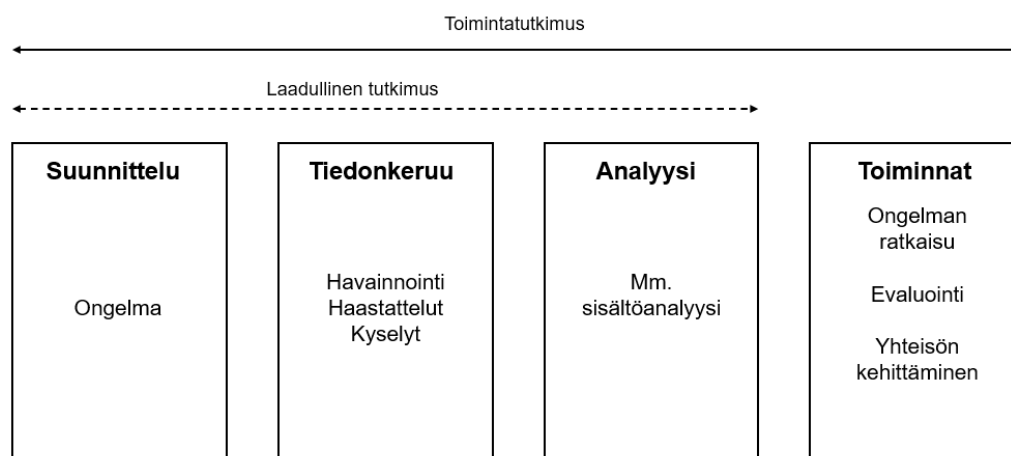 Toimintatutkimus
Laadullinen tutkimus
Suunnittelu
Ongelma
Tiedonkeruu
Havainnointi
Haastattelut
Kyselyt
Analyysi
Mm.
sisältöanalyysi
Toiminnat
Ongelman
ratkaisu
Evaluointi
Yhteisön
kehittäminen